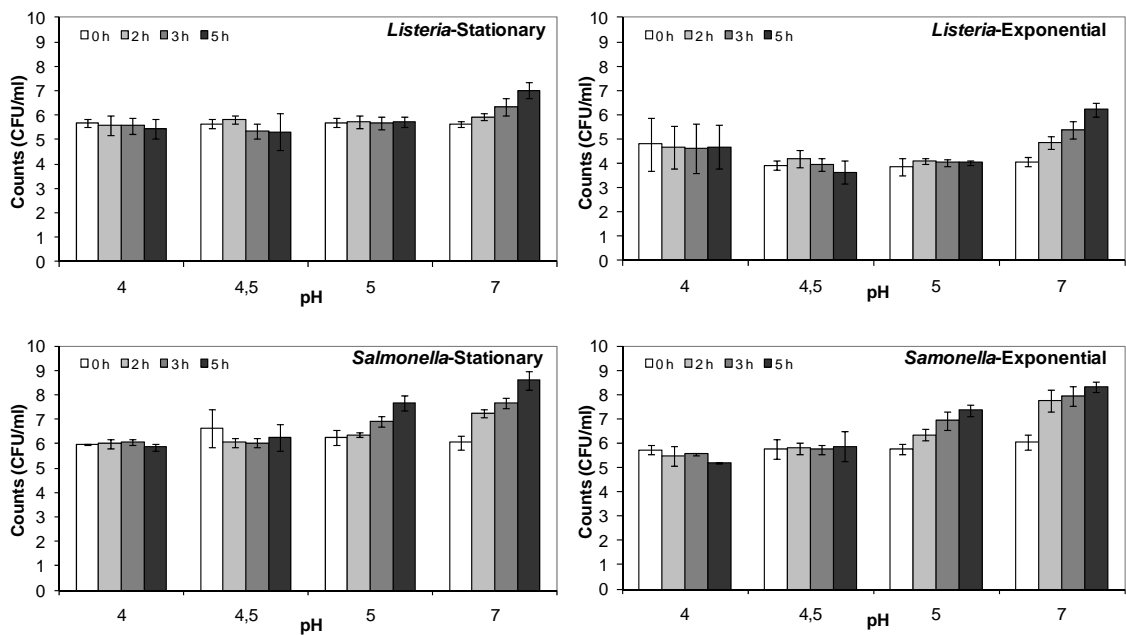 Listeria-Stationary
0 h 2 h 3 h 5 h
Counts (CFU/ml)
10
9
8
7
6
5
4
3
2
1
0
4 4,5 5 7
pH
Listeria-Exponential
0 h 2 h 3 h 5 h
Counts (CFU/ml)
10
9
8
7
6
5
4
3
2
1
0
4 4,5 5 7
pH
Salmonella-Stationary
0 h 2 h 3 h 5 h
Counts (CFU/ml)
10
9
8
7
6
5
4
3
2
1
0
4 4,5 5 7
pH
Samonella-Exponential
0 h 2 h 3 h 5 h
Counts (CFU/ml)
10
9
8
7
6
5
4
3
2
1
0
4 4,5 5 7
pH